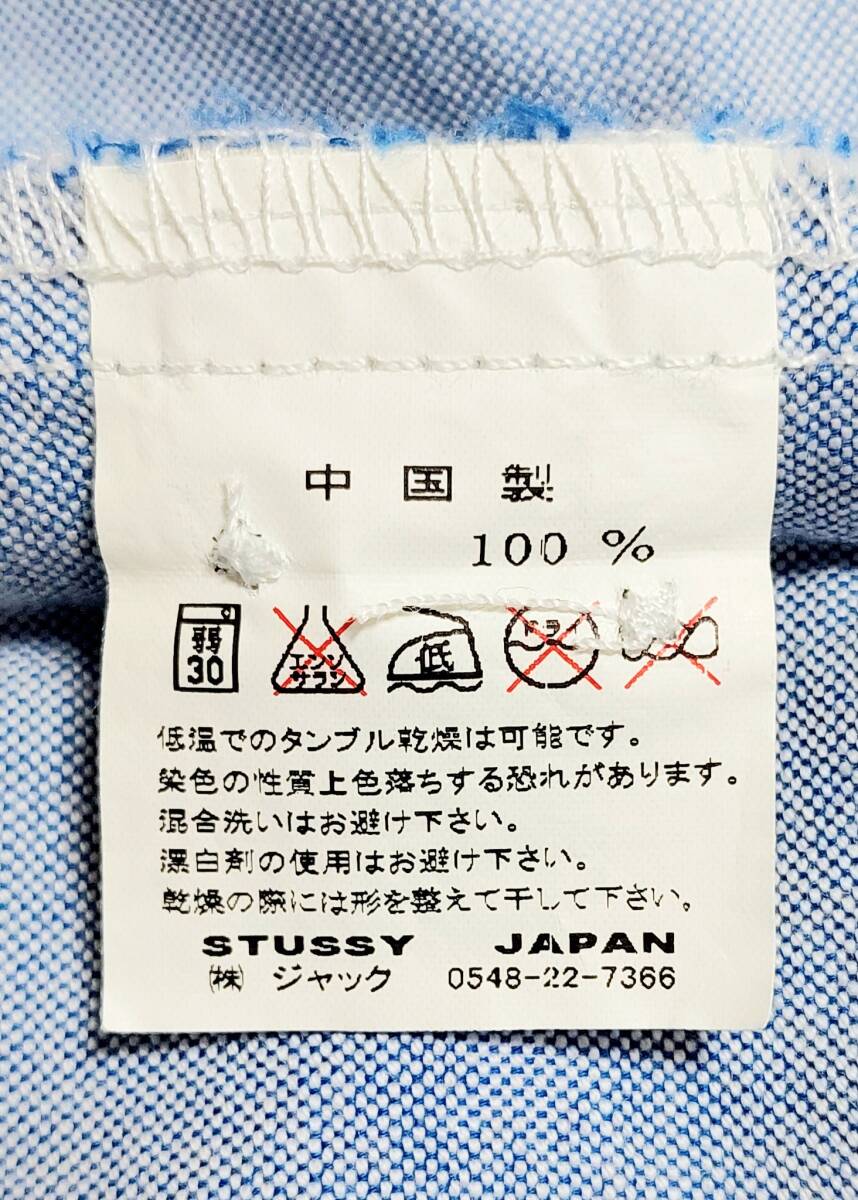 中国製
100 %
弱 30 エンソ サラシ 低 ドライ
低温でのタンブル乾燥は可能です。
染色の性質上色落ちする恐れがあります。
混合洗いはお避け下さい。
漂白剤の使用はお避け下さい。
乾燥の際には形を整えて干して下さい。
STUSSY JAPAN
㈱ ジャック 0548-22-7366